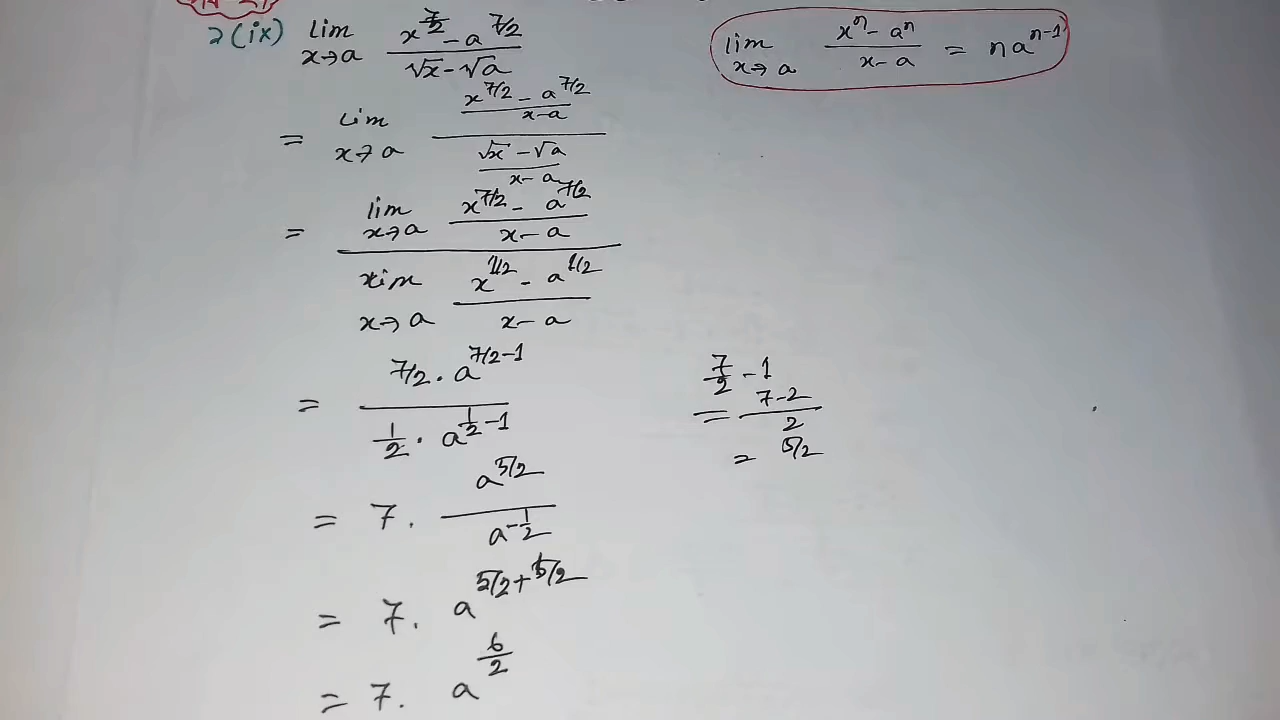 2(ix) lim x→a (x^7/2 - a^7/2)/(√x - √a)
lim x→a (x^n - a^n)/(x - a) = na^(n-1)
= lim x→a ((x^7/2 - a^7/2)/(x-a))/((√x - √a)/(x-a))
= (lim x→a (x^7/2 - a^7/2)/(x-a))/(xim x→a (x^1/2 - a^1/2)/(x-a))
= (7/2 · a^(7/2-1))/(1/2 · a^(1/2-1))
7/2 - 1
= (7-2)/2
= 5/2
= 7 · a^(5/2)/a^(-1/2)
= 7 · a^(5/2+1/2)
= 7 · a^(6/2)